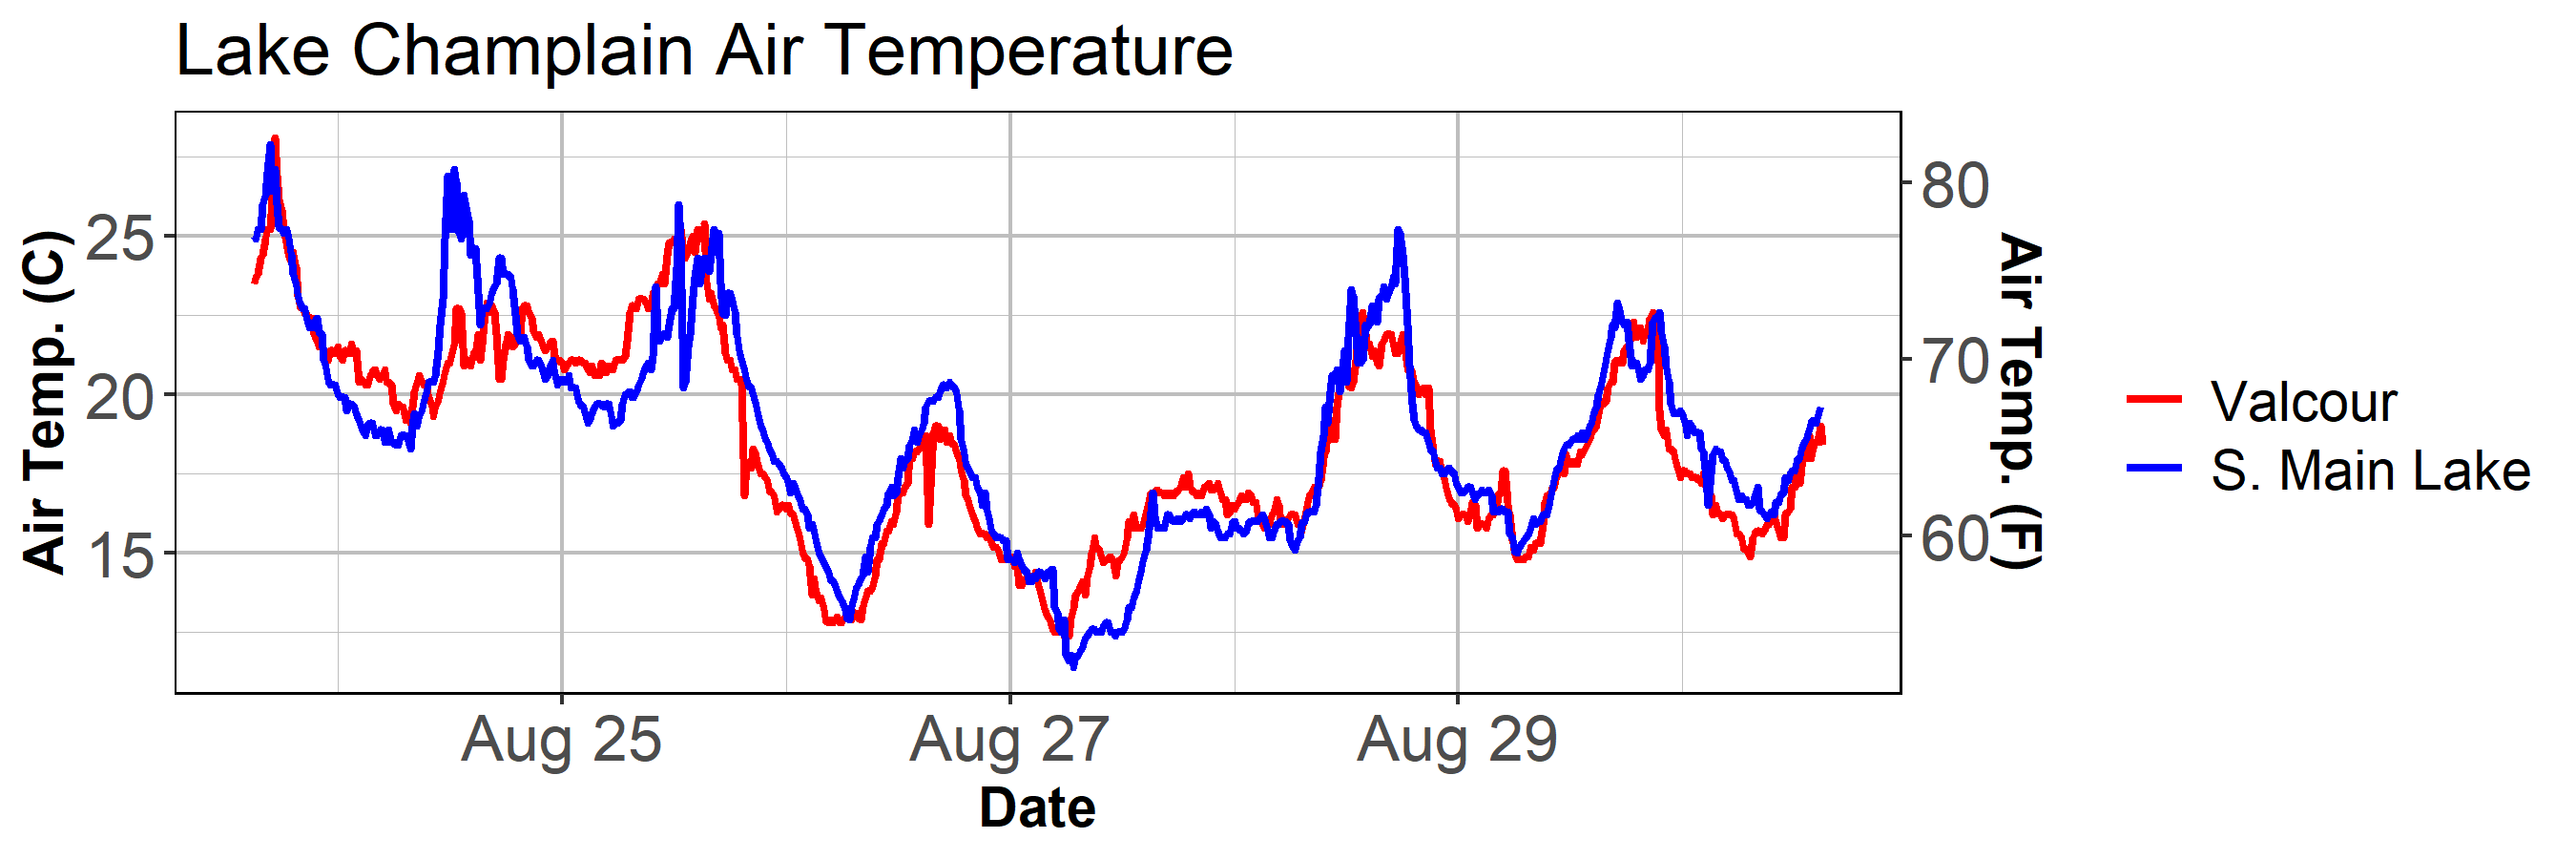 Lake Champlain Air Temperature
Air Temp. (C)
25
20
15
80
70
60
Air Temp. (F)
Aug 25
Aug 27
Aug 29
Date
Valcour
S. Main Lake